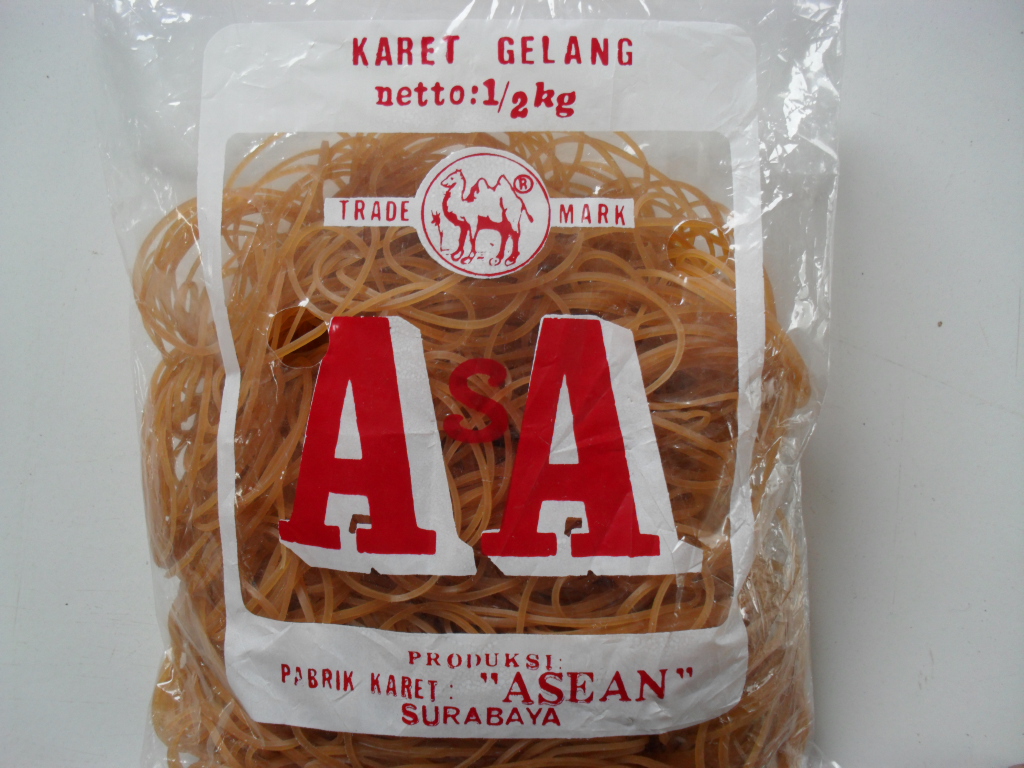 KARET GELANG
netto:1/2kg
TRADE MARK
®
AsA
PRODUKSI:
PABRIK KARET: "ASEAN"
SURABAYA